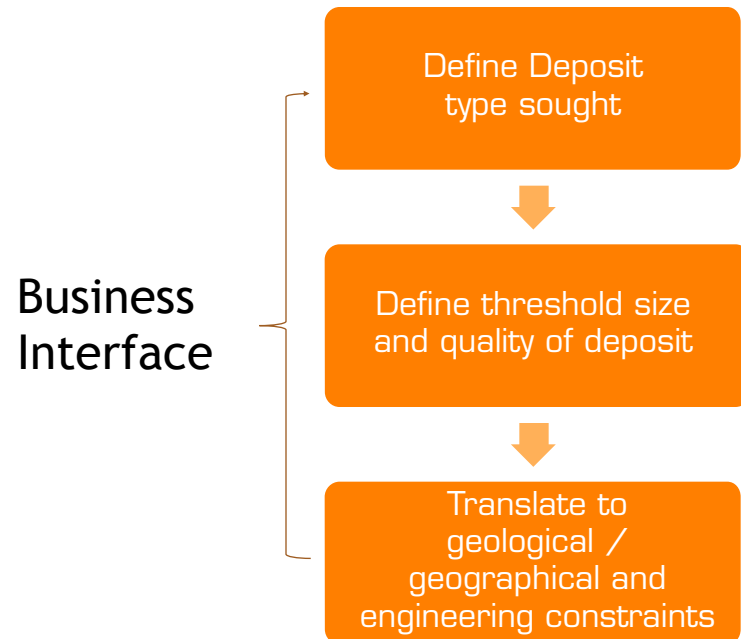 Business
Interface
Define Deposit
type sought
Define threshold size
and quality of deposit
Translate to
geological /
geographical and
engineering constraints